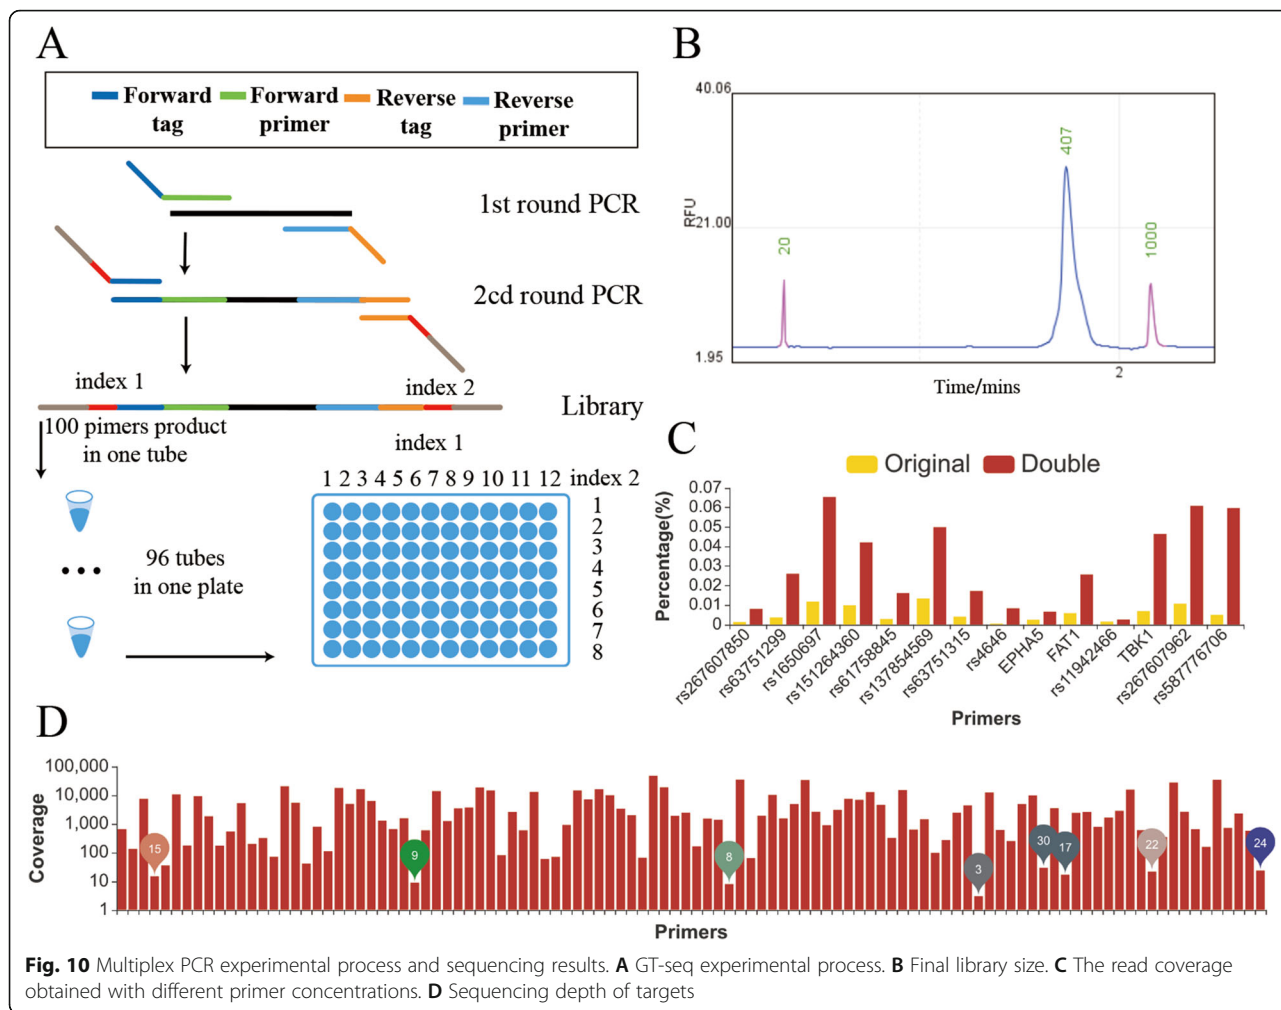 A
Forward tag
Forward primer
Reverse tag
Reverse primer
1st round PCR
2cd round PCR
index 1
index 2
Library
100 pimers product
in one tube
index 1
1 2 3 4 5 6 7 8 9 10 11 12 index 2
1
2
3
4
5
6
7
8
96 tubes
in one plate
B
40.06
21.00
1.95
RFU
20
407
1000
2
Time/mins
C
Original
Double
Percentage(%)
0.07
0.06
0.05
0.04
0.03
0.02
0.01
0
rs267607850
rs63751299
rs1650697
rs151264360
rs61758845
rs137854569
rs63751315
rs4646
EPHA5
FAT1
rs11942466
TBK1
rs267607962
rs587776706
Primers
D
Coverage
100,000
10,000
1,000
100
10
1
15
9
8
3
30
17
22
24
Primers
Fig. 10 Multiplex PCR experimental process and sequencing results. A GT-seq experimental process. B Final library size. C The read coverage
obtained with different primer concentrations. D Sequencing depth of targets